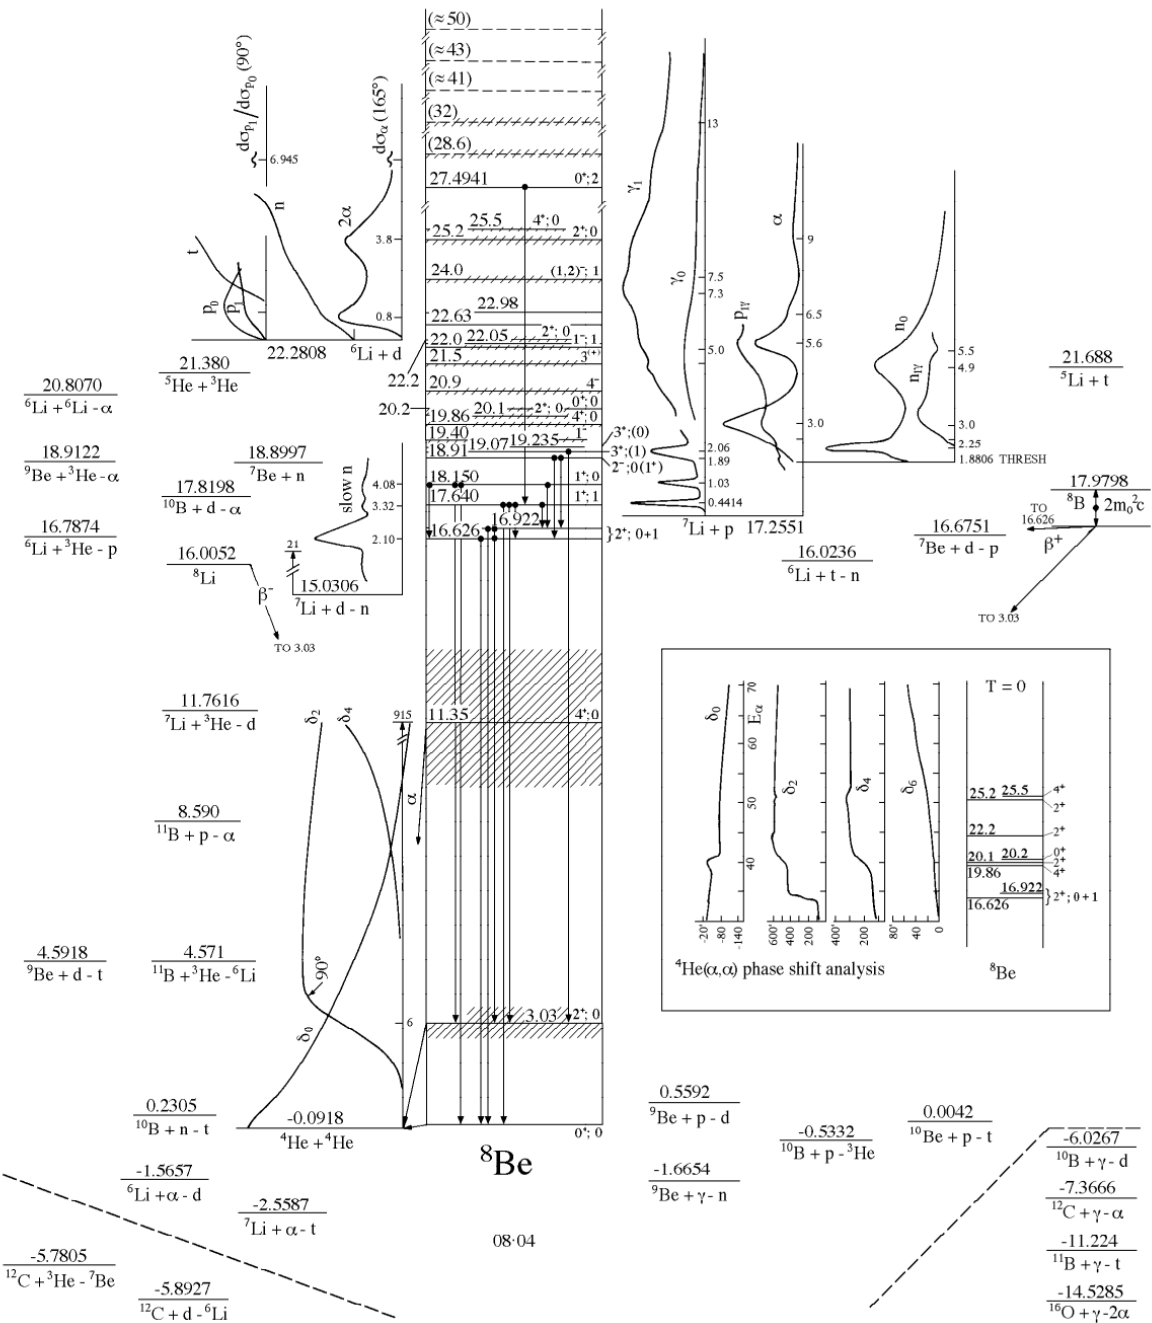 (≈50)
(≈43)
(≈41)
(32)
(28.6)
27.4941 0⁺; 2
25.5 4⁺; 0
25.2 2⁺; 0
24.0 (1,2)⁻; 1
22.98
22.63
22.05 2⁺; 0
22.0 1⁻; 1
22.2
21.5 3⁽⁺⁾
20.9 4⁻
0⁺; 0
20.2
20.1 2⁺; 0
19.86 4⁺; 0
19.40 1⁻
19.235 3⁺; (0)
19.07 3⁺; (1)
18.91 2⁻; 0(1⁺)
18.150 1⁺; 0
17.640 1⁺; 1
16.922
16.626 }2⁺; 0+1
11.35 4⁺; 0
3.03 2⁺; 0
0⁺; 0
⁸Be
08·04
dσp₁/dσp₀ (90°)
6.945
n
t
p₀
p₁
dσα (165°)
2α
3.8
0.8
22.2808
⁶Li + d
21.380
⁵He + ³He
20.8070
⁶Li + ⁶Li - α
18.9122
⁹Be + ³He - α
18.8997
⁷Be + n
17.8198
¹⁰B + d - α
16.7874
⁶Li + ³He - p
16.0052
⁸Li
β⁻
TO 3.03
slow n
4.08
3.32
2.10
21
15.0306
⁷Li + d - n
11.7616
⁷Li + ³He - d
8.590
¹¹B + p - α
4.5918
⁹Be + d - t
4.571
¹¹B + ³He - ⁶Li
δ₂
δ₄
915
α
90°
δ₀
6
0.2305
¹⁰B + n - t
-0.0918
⁴He + ⁴He
-1.5657
⁶Li + α - d
-2.5587
⁷Li + α - t
-5.7805
¹²C + ³He - ⁷Be
-5.8927
¹²C + d - ⁶Li
γ₁
γ₀
13
7.5
7.3
5.0
2.06
1.89
1.03
0.4414
⁷Li + p 17.2551
α
p₁γ
9
6.5
5.6
3.0
n₀
n₁γ
5.5
4.9
3.0
2.25
1.8806 THRESH
21.688
⁵Li + t
17.9798
⁸B
2m₀c
TO
16.626
β⁺
TO 3.03
16.6751
⁷Be + d - p
16.0236
⁶Li + t - n
δ₀
70
Eα
60
50
40
-20°
-80
-140
δ₂
600°
400
200
δ₄
400°
200
δ₆
80°
40
0
⁴He(α,α) phase shift analysis
T = 0
25.2 25.5 4⁺
2⁺
22.2 2⁺
20.1 20.2 0⁺
2⁺
19.86 4⁺
16.922
16.626 }2⁺; 0+1
⁸Be
0.5592
⁹Be + p - d
-0.5332
¹⁰B + p - ³He
0.0042
¹⁰Be + p - t
-1.6654
⁹Be + γ - n
-6.0267
¹⁰B + γ - d
-7.3666
¹²C + γ - α
-11.224
¹¹B + γ - t
-14.5285
¹⁶O + γ - 2α